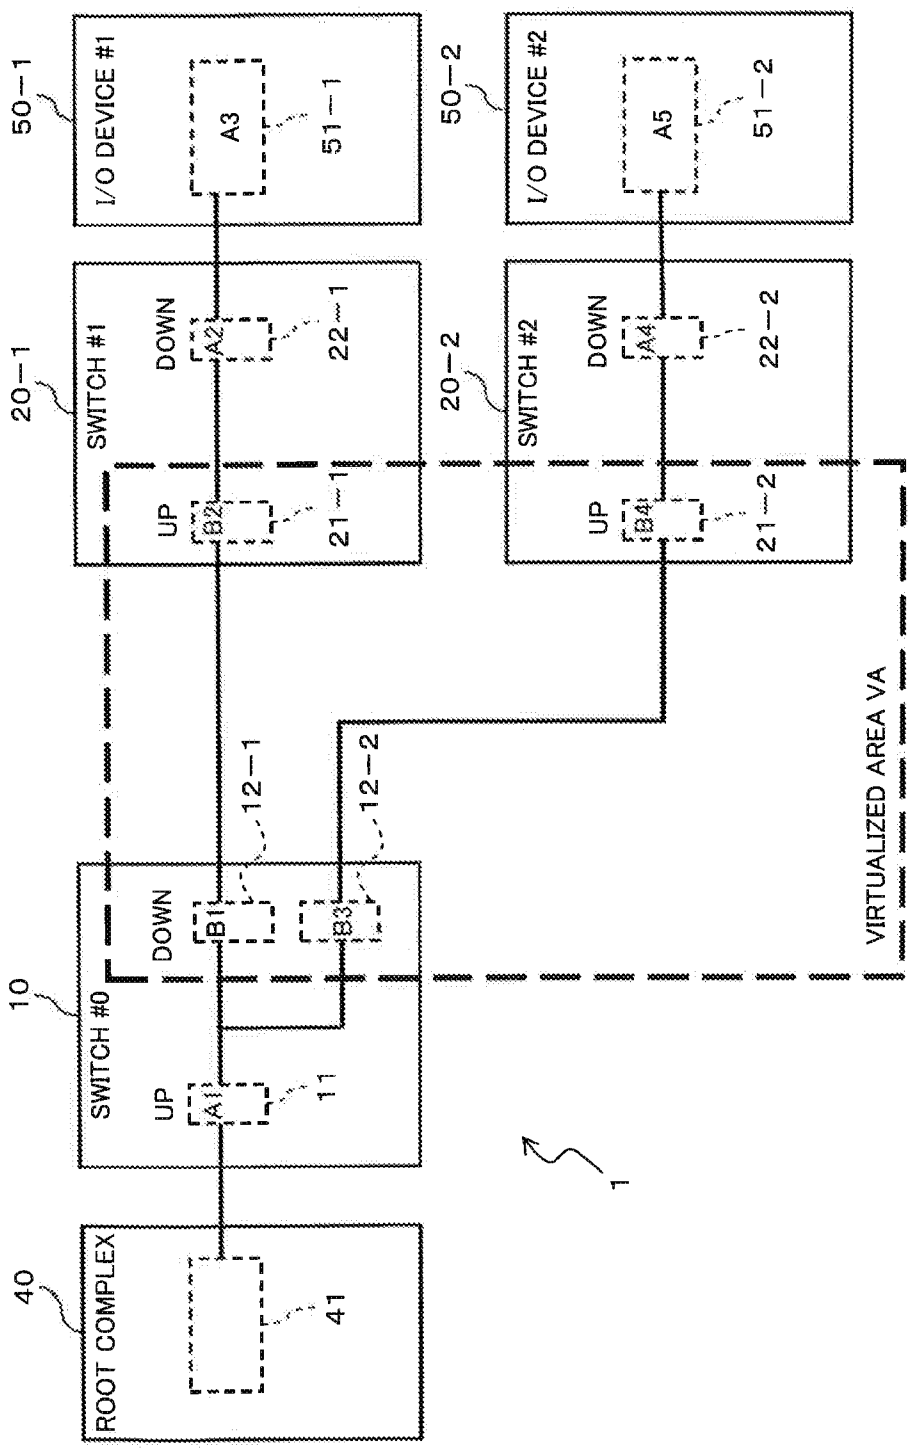 40
ROOT COMPLEX
41
10
SWITCH #0
UP
A1
11
DOWN
B1
12-1
B3
12-2
20-1
SWITCH #1
UP
B2
21-1
DOWN
A2
22-1
50-1
I/O DEVICE #1
A3
51-1
20-2
SWITCH #2
UP
B4
21-2
DOWN
A4
22-2
50-2
I/O DEVICE #2
A5
51-2
VIRTUALIZED AREA VA
1